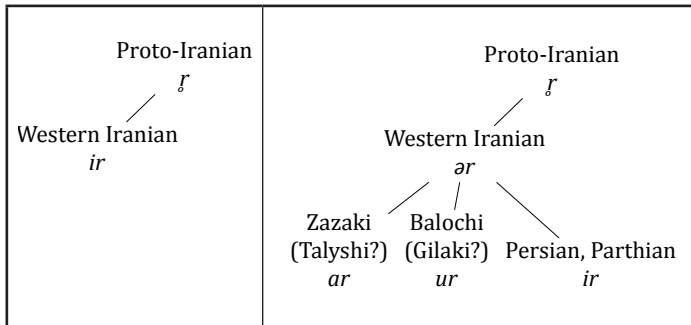 Proto-Iranian
r̥
Western Iranian
ir
Proto-Iranian
r̥
Western Iranian
ər
Zazaki
(Talyshi?)
ar
Balochi
(Gilaki?)
ur
Persian, Parthian
ir